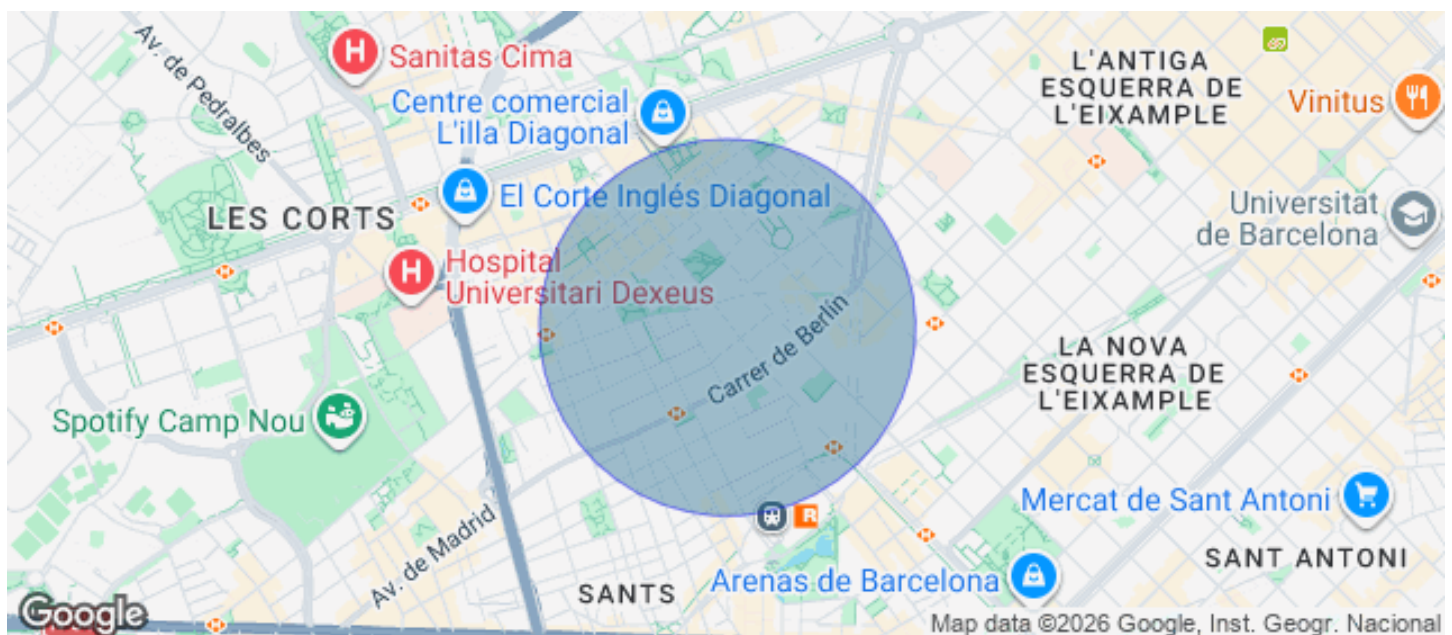 Av. de Pedralbes
H
Sanitas Cima
Centre comercial
L'illa Diagonal
L'ANTIGA
ESQUERRA DE
L'EIXAMPLE
Vinitus
El Corte Inglés Diagonal
LES CORTS
Universitat
de Barcelona
H
Hospital
Universitari Dexeus
Carrer de Berlín
LA NOVA
ESQUERRA DE
L'EIXAMPLE
Spotify Camp Nou
Mercat de Sant Antoni
R
Av. de Madrid
SANT ANTONI
Arenas de Barcelona
SANTS
Google
Map data ©2026 Google, Inst. Geogr. Nacional